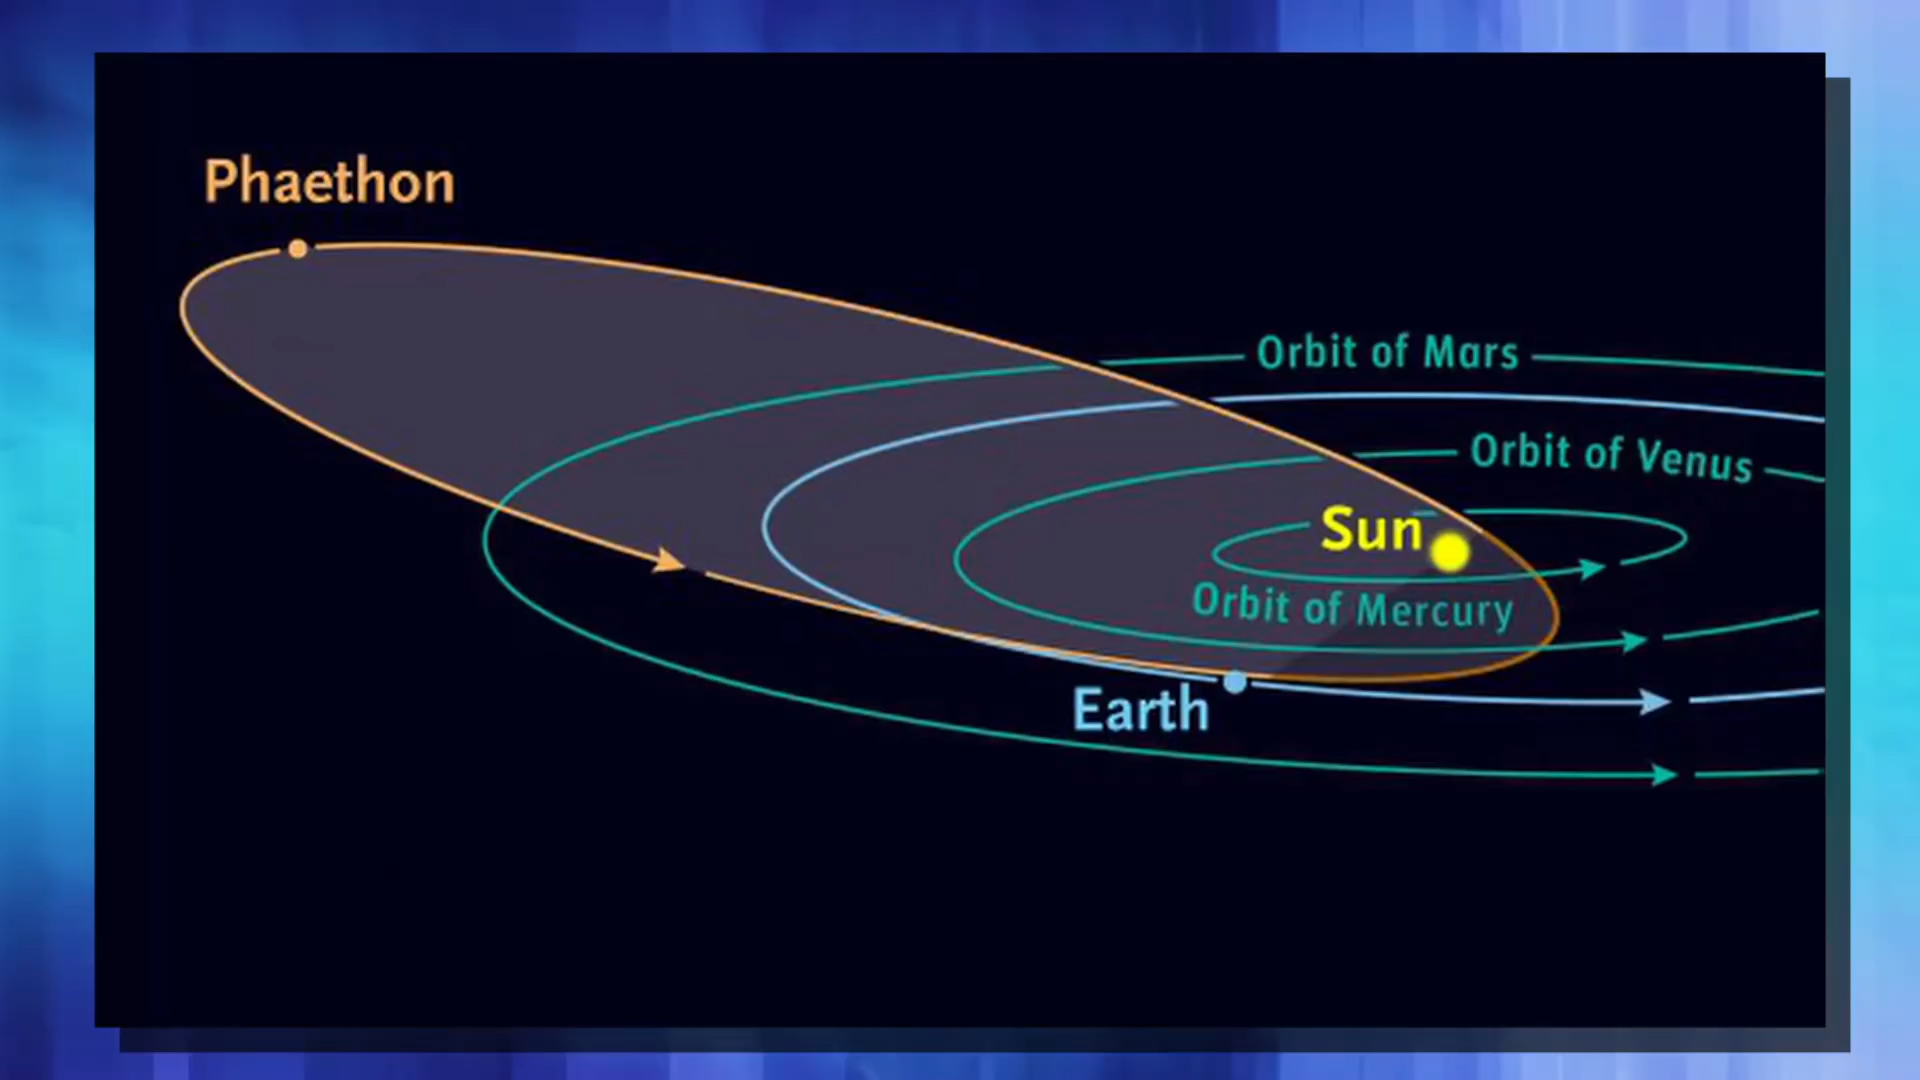 Phaethon
Orbit of Mars
Orbit of Venus
Sun
Orbit of Mercury
Earth